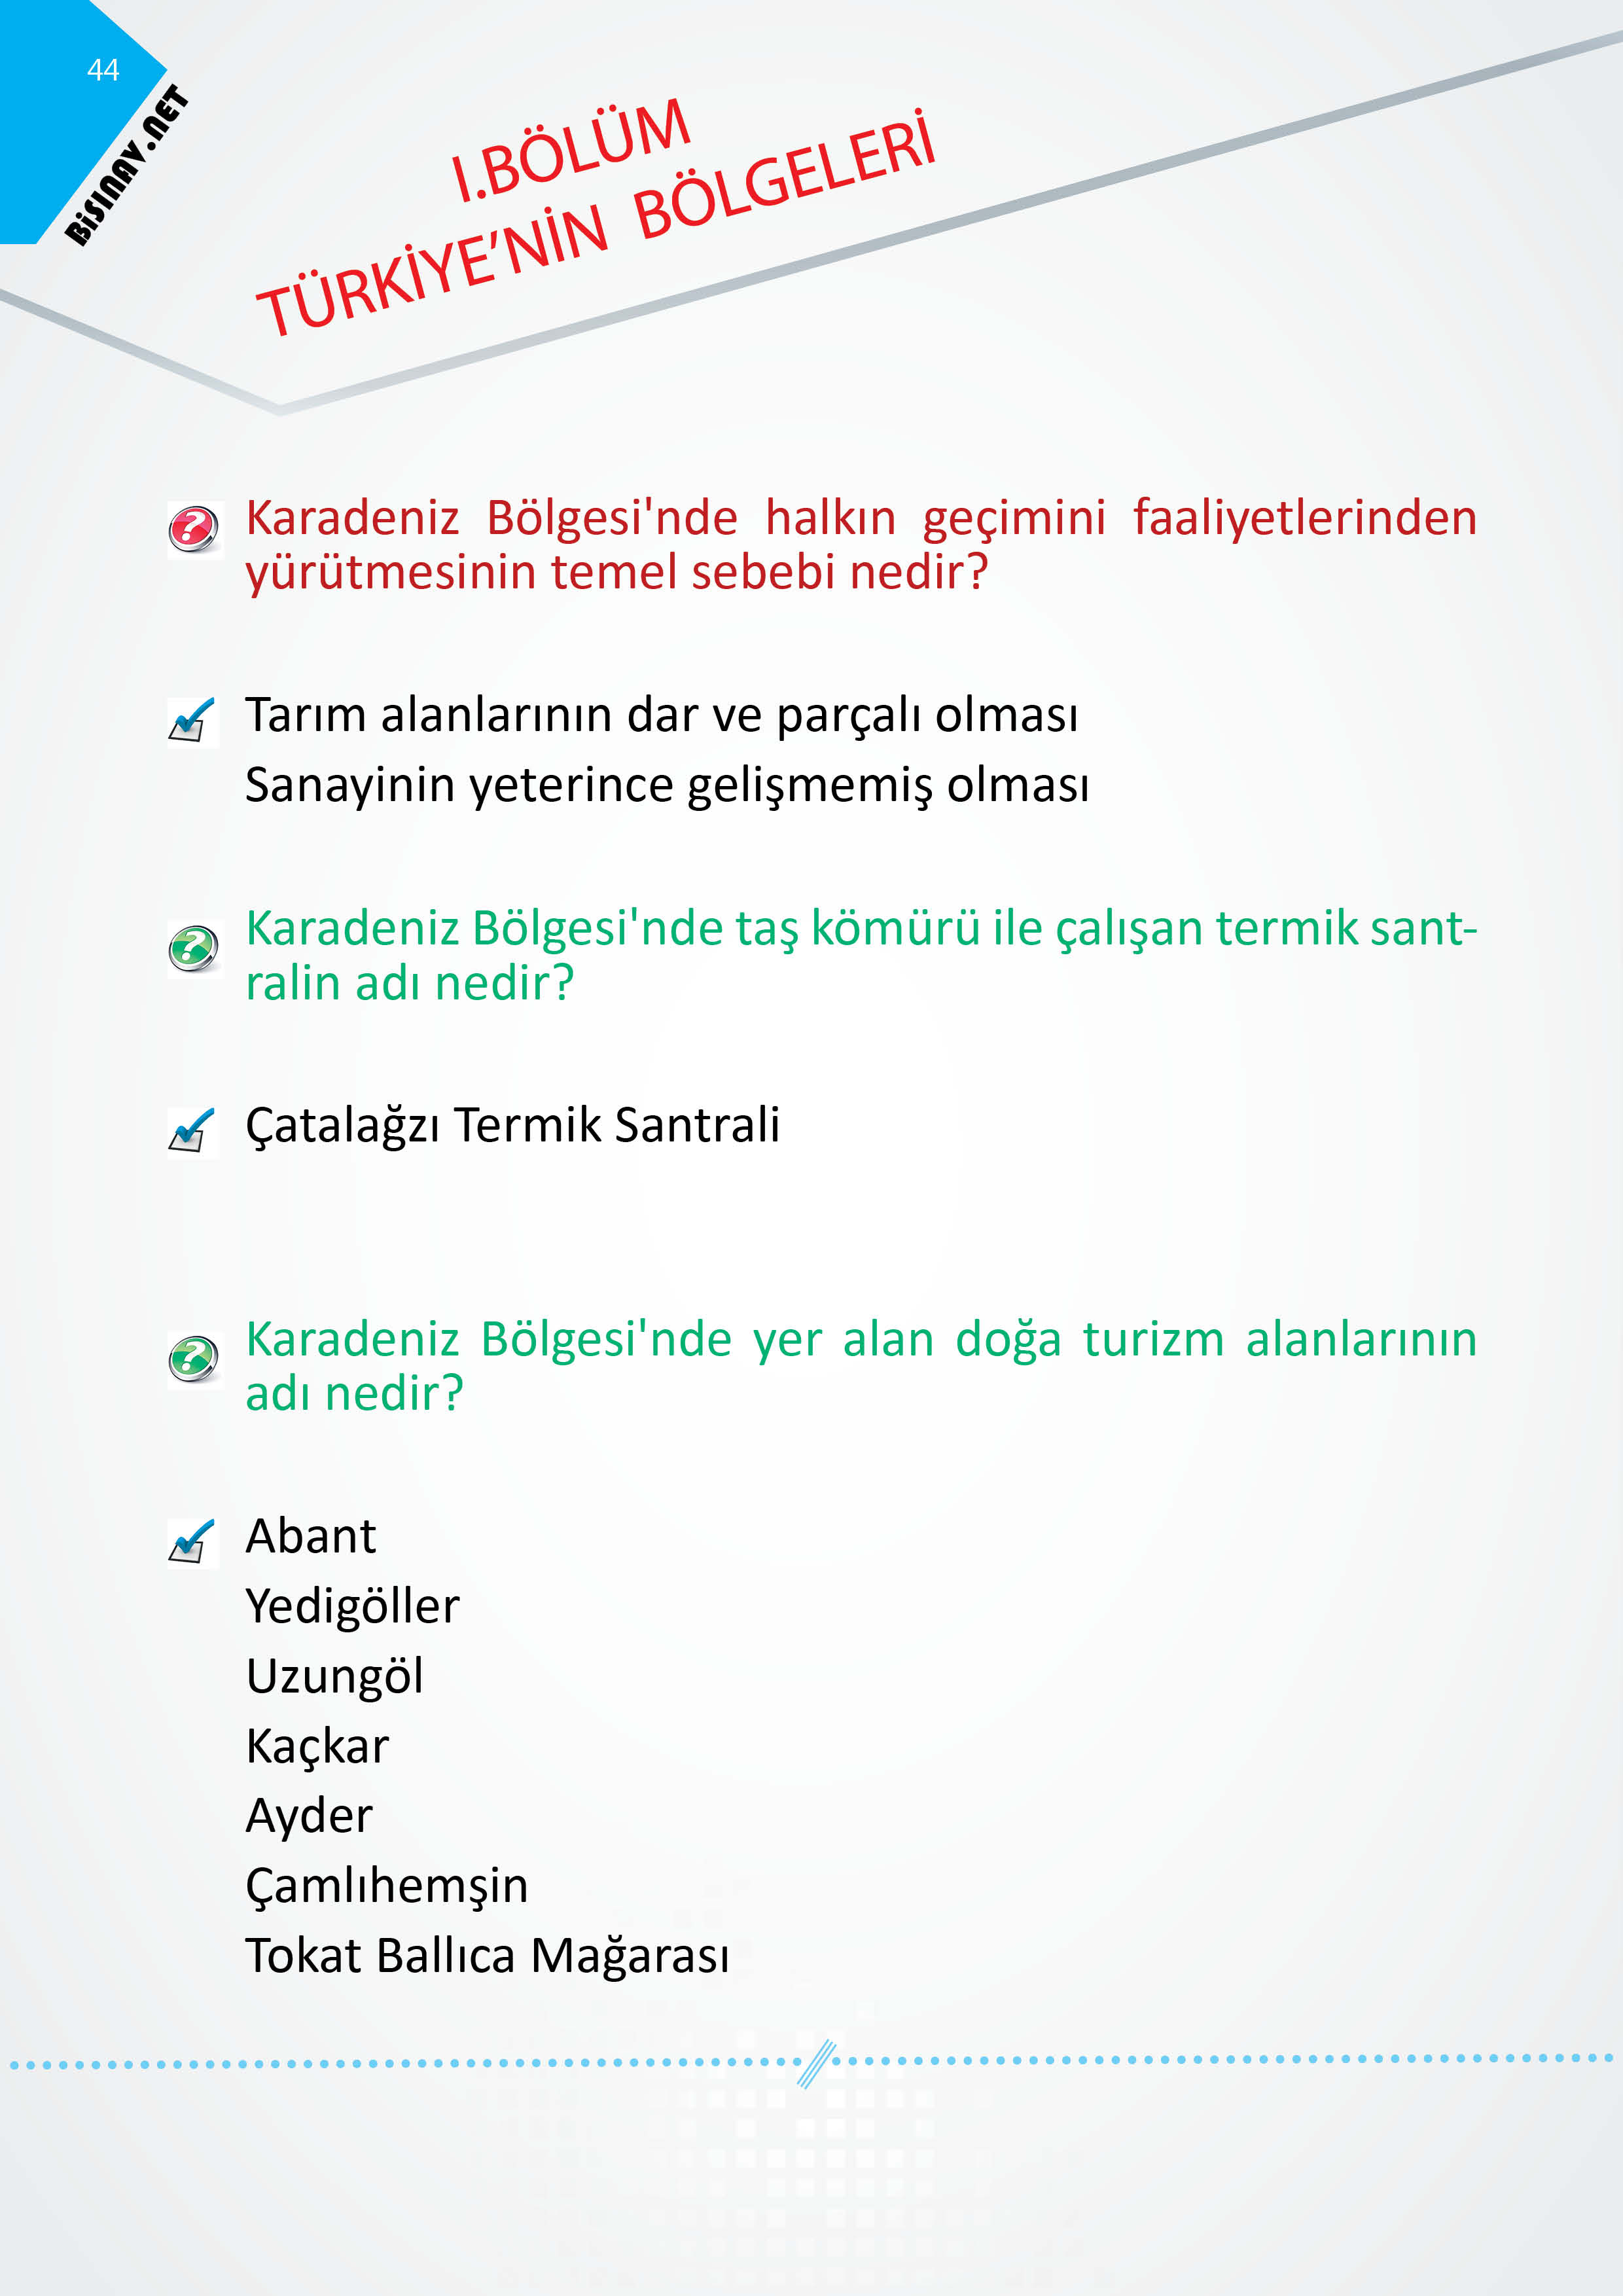 44
BiSINAV.NET
I.BÖLÜM
TÜRKİYE’NİN BÖLGELERİ
Karadeniz Bölgesi'nde halkın geçimini faaliyetlerinden
yürütmesinin temel sebebi nedir?
Tarım alanlarının dar ve parçalı olması
Sanayinin yeterince gelişmemiş olması
Karadeniz Bölgesi'nde taş kömürü ile çalışan termik sant-
ralin adı nedir?
Çatalağzı Termik Santrali
Karadeniz Bölgesi'nde yer alan doğa turizm alanlarının
adı nedir?
Abant
Yedigöller
Uzungöl
Kaçkar
Ayder
Çamlıhemşin
Tokat Ballıca Mağarası